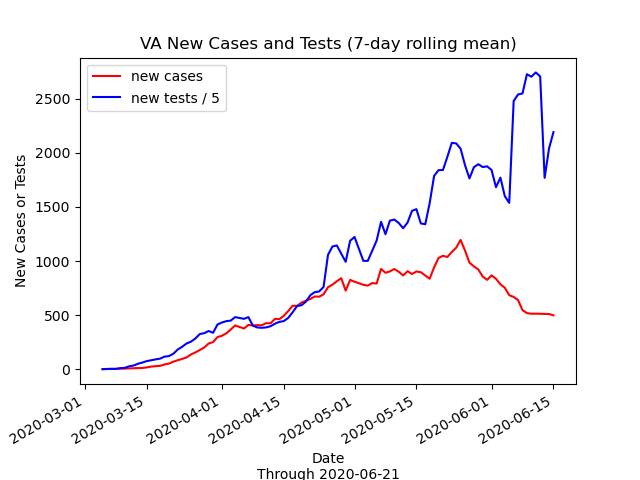 VA New Cases and Tests (7-day rolling mean)
new cases
new tests / 5
New Cases or Tests
2500
2000
1500
1000
500
0
2020-03-01
2020-03-15
2020-04-01
2020-04-15
2020-05-01
2020-05-15
2020-06-01
2020-06-15
Date
Through 2020-06-21